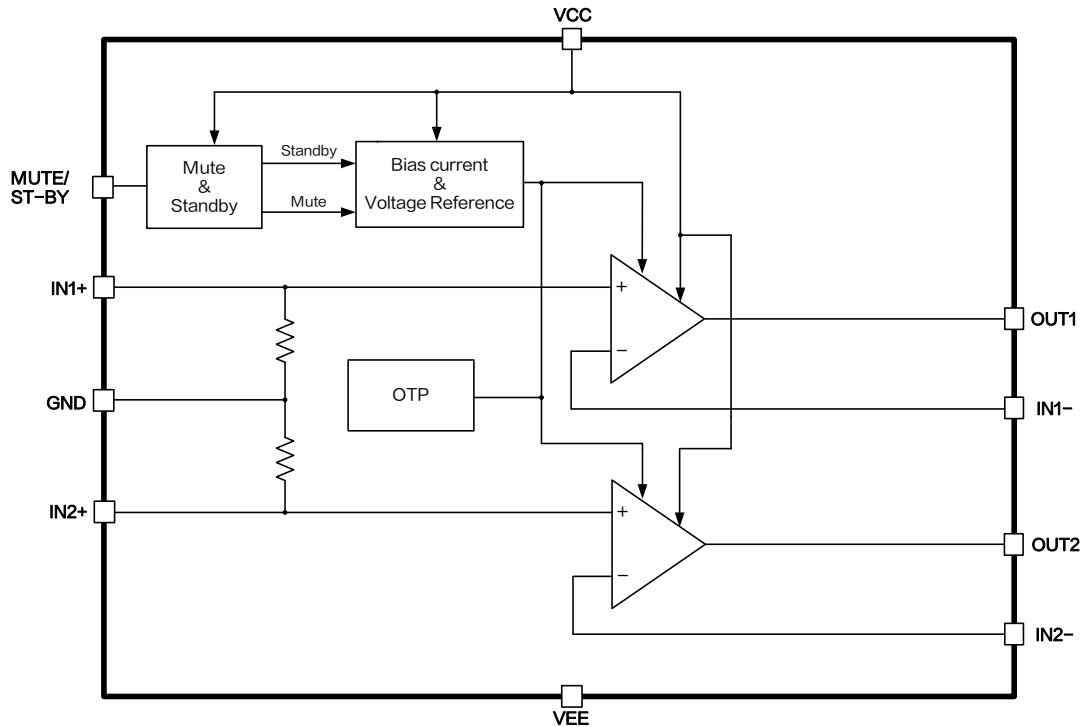 VCC
MUTE/
ST-BY
Mute
&
Standby
Standby
Mute
Bias current
&
Voltage Reference
IN1+
+
−
OUT1
GND
OTP
IN1−
IN2+
+
−
OUT2
IN2−
VEE